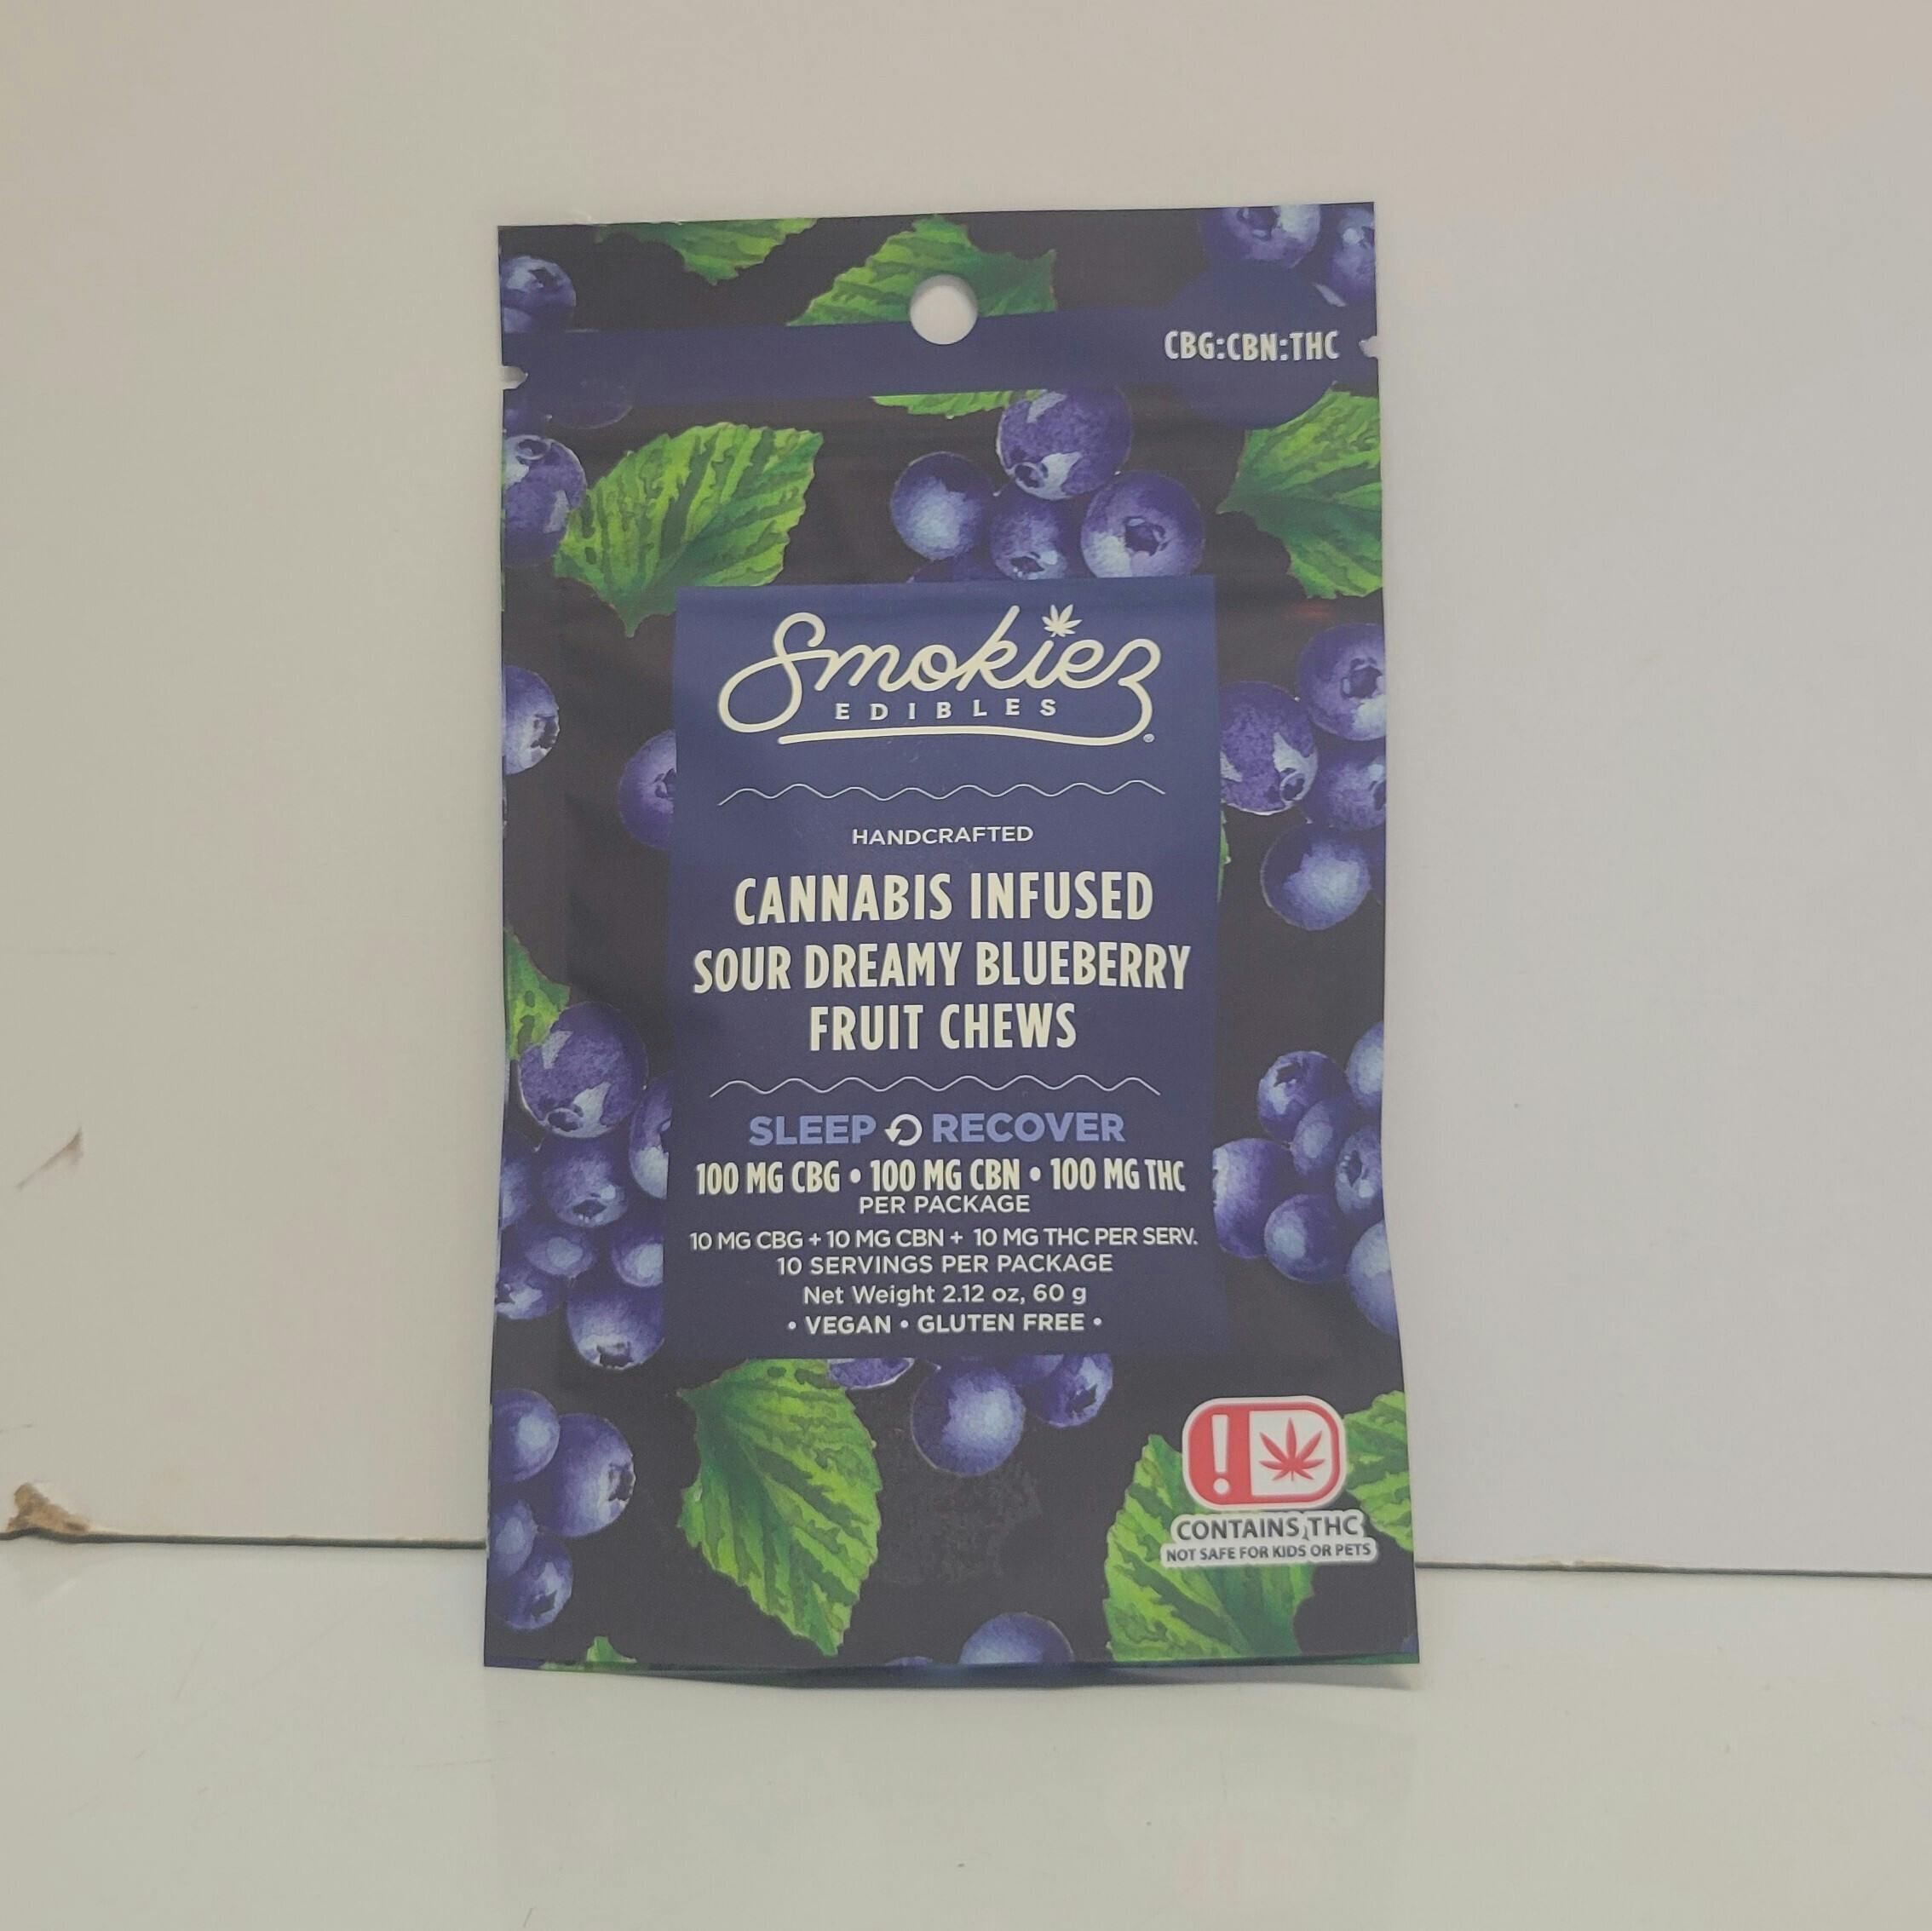 CBG:CBN:THC
Smokiez
EDIBLES
HANDCRAFTED
CANNABIS INFUSED
SOUR DREAMY BLUEBERRY
FRUIT CHEWS
SLEEP RECOVER
100 MG CBG • 100 MG CBN • 100 MG THC
PER PACKAGE
10 MG CBG + 10 MG CBN + 10 MG THC PER SERV.
10 SERVINGS PER PACKAGE
Net Weight 2.12 oz, 60 g
• VEGAN • GLUTEN FREE •
!
CONTAINS THC
NOT SAFE FOR KIDS OR PETS